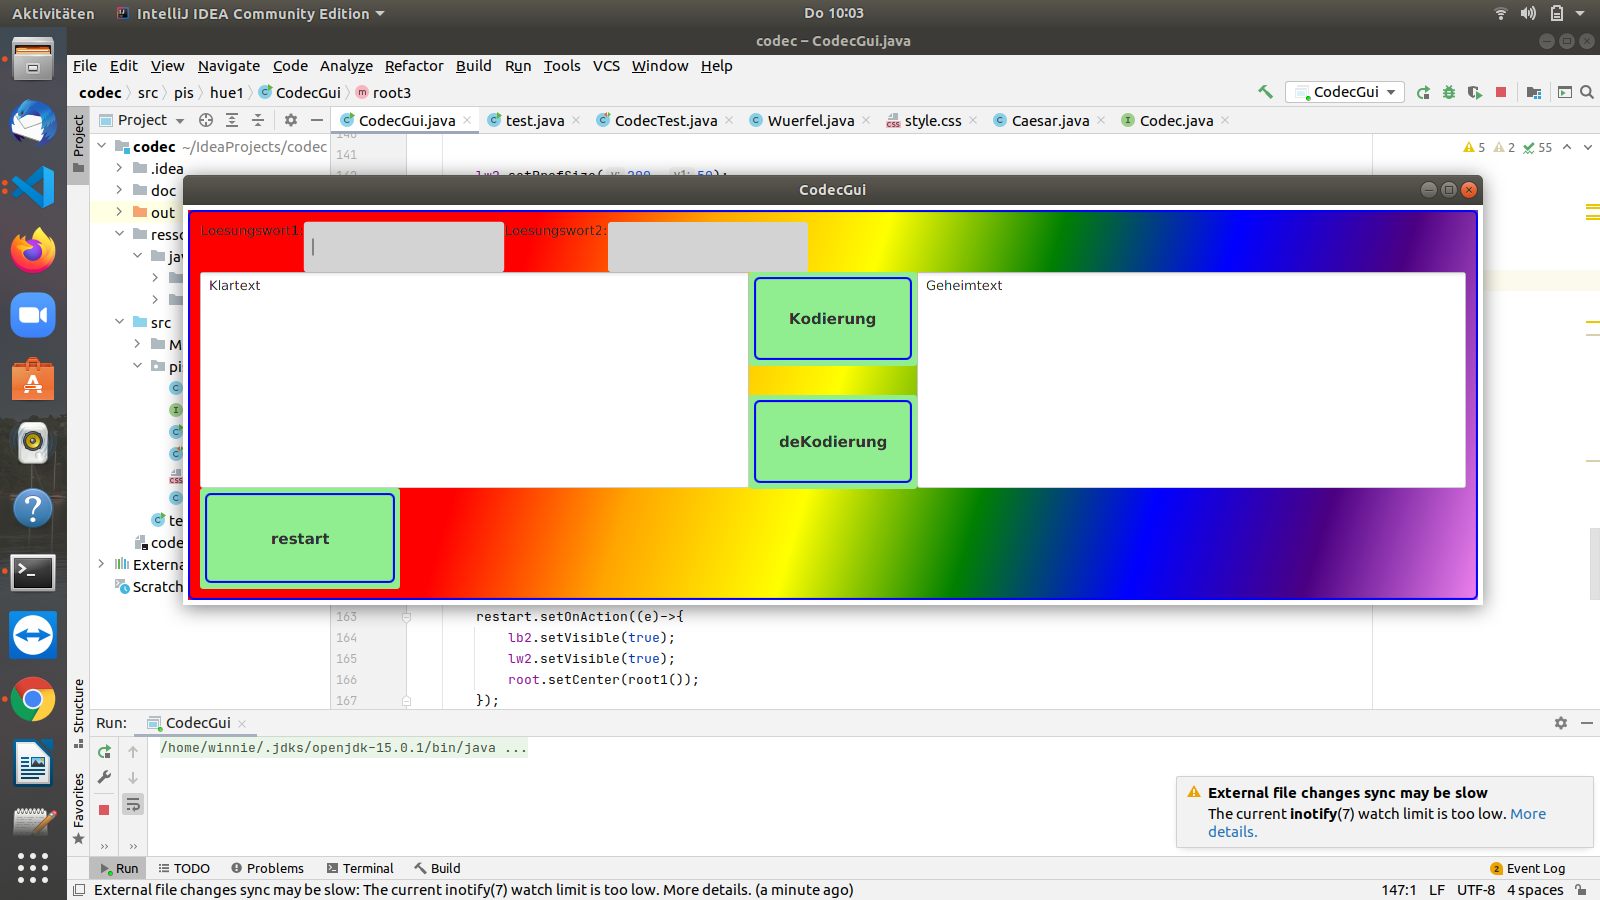 Aktivitäten
IntelliJ IDEA Community Edition
Do 10:03
codec – CodecGui.java
File Edit View Navigate Code Analyze Refactor Build Run Tools VCS Window Help
codec src pis hue1 CodecGui root3
CodecGui
Project
CodecGui.java test.java CodecTest.java Wuerfel.java style.css Caesar.java Codec.java
Project
codec ~/IdeaProjects/codec
141
5 2 55
.idea
doc
out
resso
ja
src
M
pi
te
code
Externa
Scratch
CodecGui
Loesungswort1:
Loesungswort2:
Klartext
Kodierung
Geheimtext
deKodierung
restart
163 restart.setOnAction((e)->{
164 lb2.setVisible(true);
165 lw2.setVisible(true);
166 root.setCenter(root1());
167 });
Structure
Favorites
Run: CodecGui
/home/winnie/.jdks/openjdk-15.0.1/bin/java ...
External file changes sync may be slow
The current inotify(7) watch limit is too low. More
details.
Run TODO Problems Terminal Build
2 Event Log
External file changes sync may be slow: The current inotify(7) watch limit is too low. More details. (a minute ago)
147:1 LF UTF-8 4 spaces